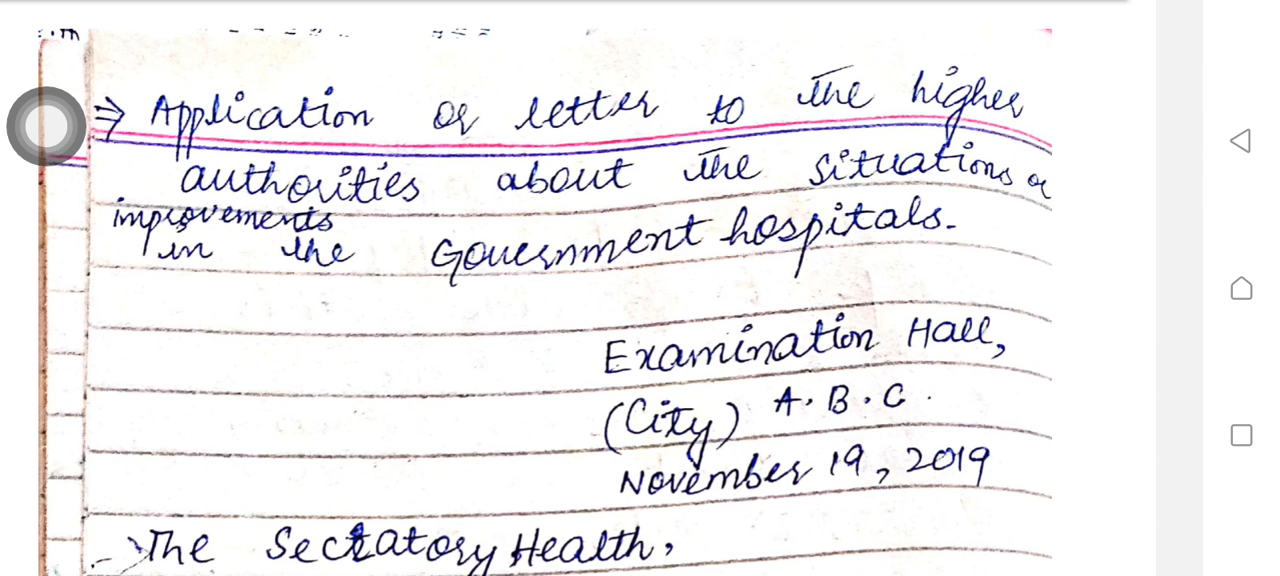 ⇒ Application or letter to the higher
authorities about the situations or
improvements
in the Government hospitals.
Examination Hall,
(City) A.B.C.
November 19, 2019
The Sectatory Health,